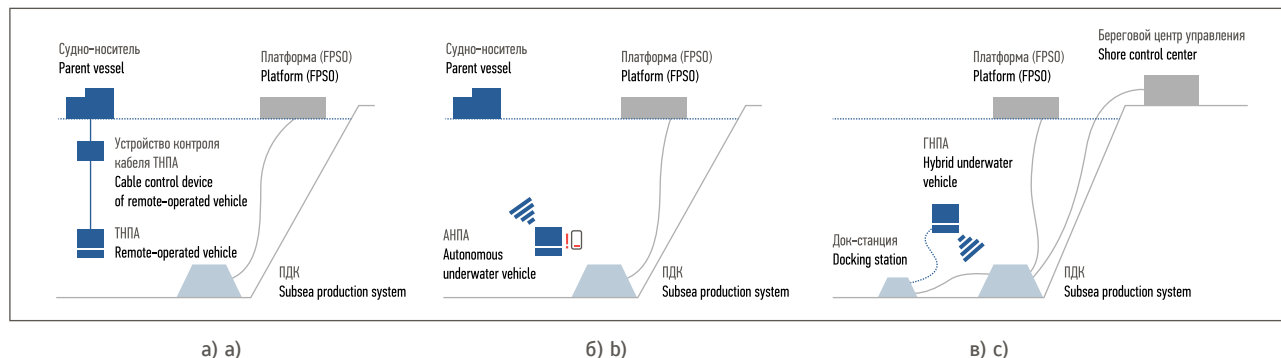 Судно-носитель
Parent vessel
Платформа (FPSO)
Platform (FPSO)
Устройство контроля
кабеля ТНПА
Cable control device
of remote-operated vehicle
ТНПА
Remote-operated vehicle
ПДК
Subsea production system
а) a)
Судно-носитель
Parent vessel
Платформа (FPSO)
Platform (FPSO)
АНПА
Autonomous
underwater vehicle
!
ПДК
Subsea production system
б) b)
Береговой центр управления
Shore control center
Платформа (FPSO)
Platform (FPSO)
ГНПА
Hybrid underwater
vehicle
Док-станция
Docking station
ПДК
Subsea production system
в) c)